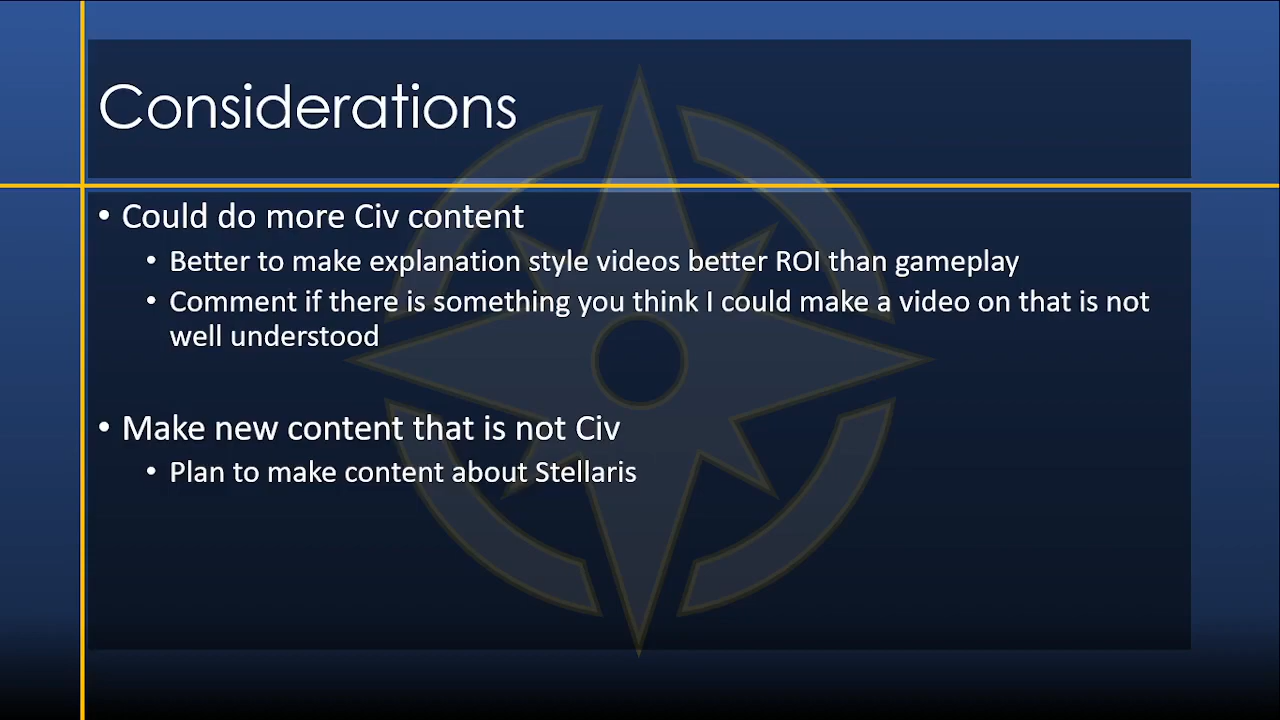 Considerations
• Could do more Civ content
• Better to make explanation style videos better ROI than gameplay
• Comment if there is something you think I could make a video on that is not
well understood
• Make new content that is not Civ
• Plan to make content about Stellaris